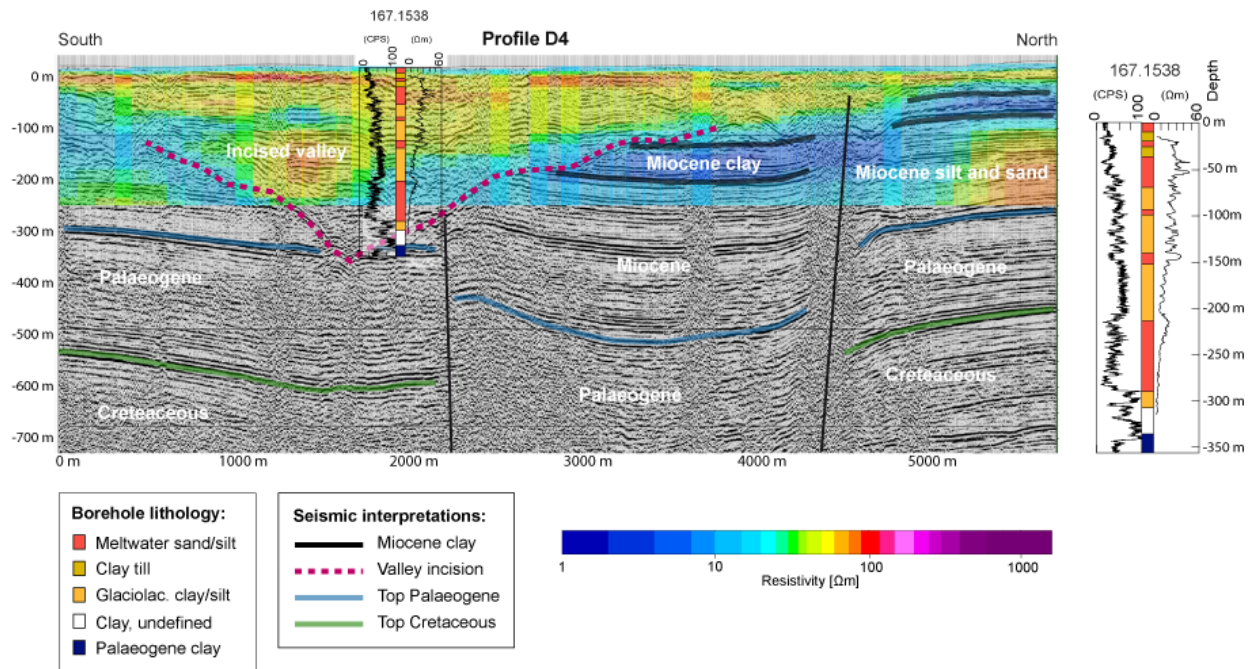 167.1538
South
(CPS)
(Ωm)
Profile D4
North
0
100
0
60
0 m
-100 m
-200 m
-300 m
-400 m
-500 m
-600 m
-700 m
Incised valley
Miocene clay
Miocene silt and sand
Palaeogene
Miocene
Palaeogene
Creteaceous
Palaeogene
Creteaceous
0 m
1000 m
2000 m
3000 m
4000 m
5000 m
167.1538
(CPS)
(Ωm)
Depth
0
100
0
60
0 m
-50 m
-100m
-150 m
-200 m
-250 m
-300 m
-350 m
Borehole lithology:
Meltwater sand/silt
Clay till
Glaciolac. clay/silt
Clay, undefined
Palaeogene clay
Seismic interpretations:
Miocene clay
Valley incision
Top Palaeogene
Top Cretaceous
1
10
100
1000
Resistivity [Ωm]